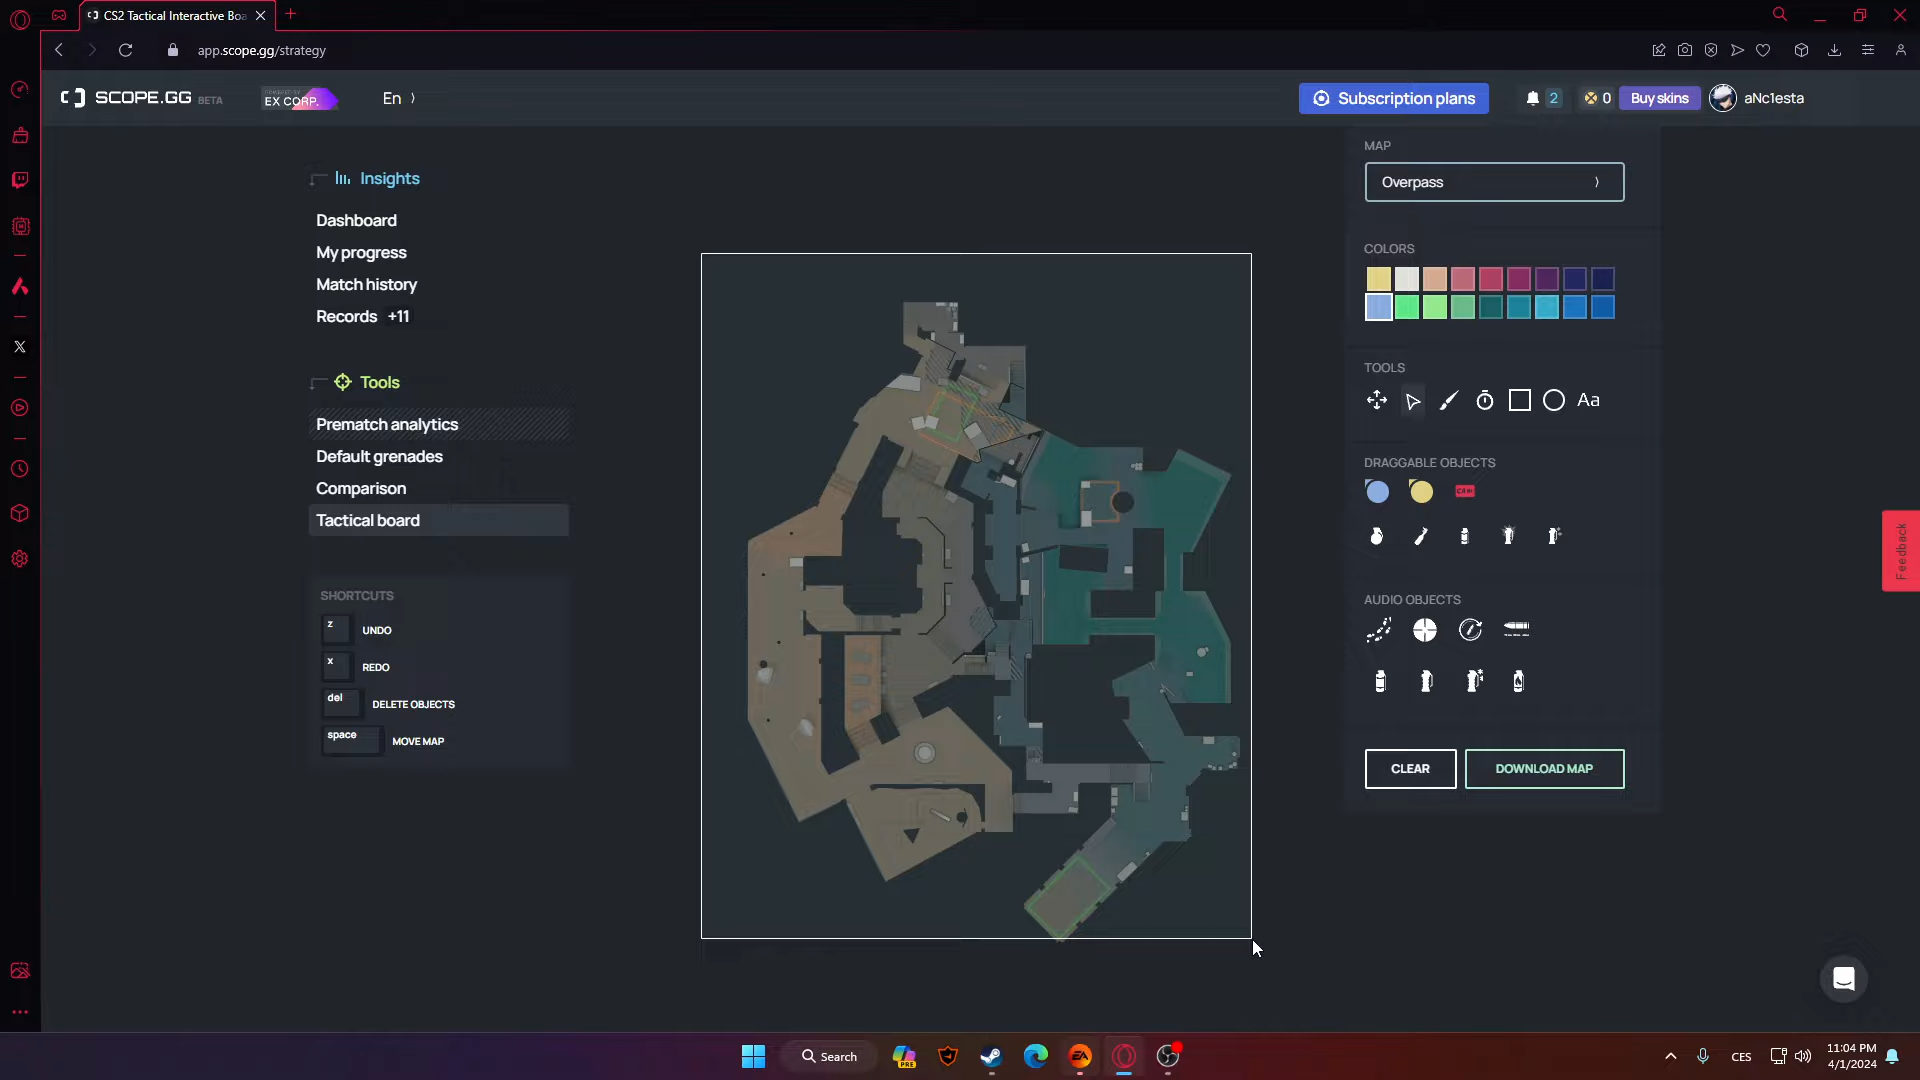 CS2 Tactical Interactive Boa
app.scope.gg/strategy
SCOPE.GG BETA
EX CORP.
En
Subscription plans
2
0
Buy skins
aNc1esta
Insights
Dashboard
My progress
Match history
Records +11
Tools
Prematch analytics
Default grenades
Comparison
Tactical board
SHORTCUTS
z UNDO
x REDO
del DELETE OBJECTS
space MOVE MAP
MAP
Overpass
COLORS
TOOLS
Aa
DRAGGABLE OBJECTS
AUDIO OBJECTS
CLEAR
DOWNLOAD MAP
Feedback
Search
PRE
EA
CES
11:04 PM
4/1/2024